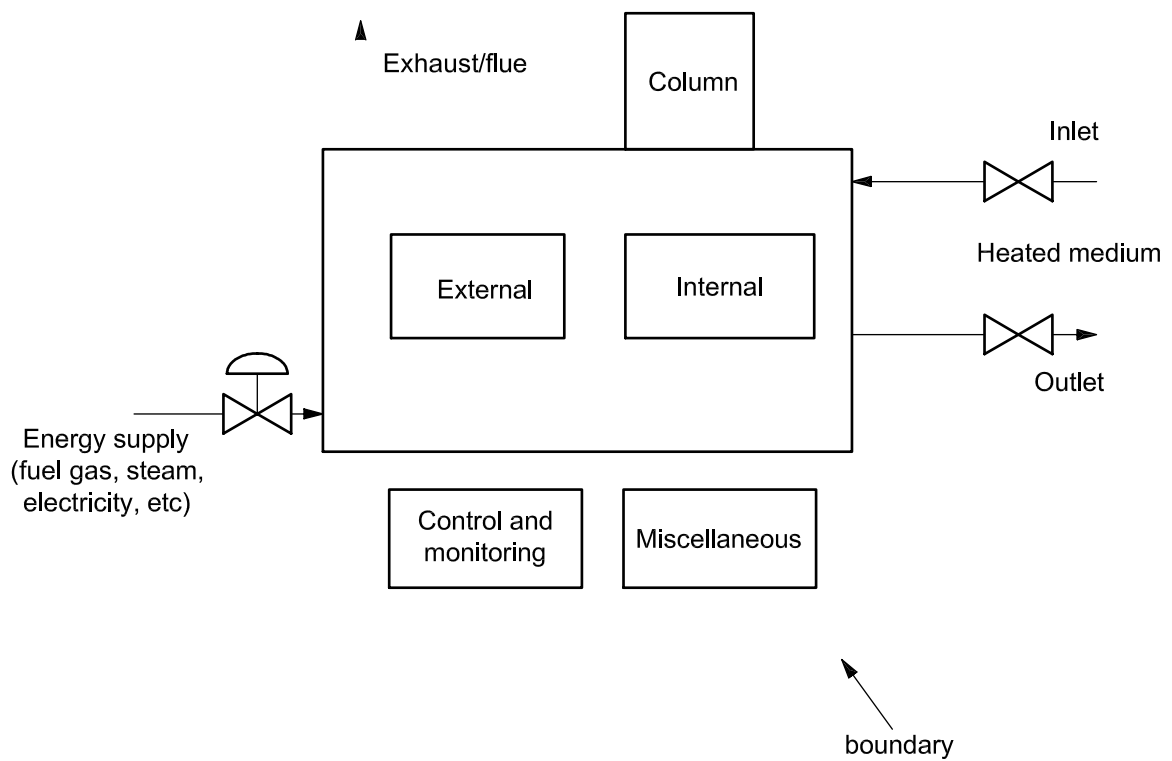 Exhaust/flue
Column
Inlet
Heated medium
External
Internal
Outlet
Energy supply
(fuel gas, steam,
electricity, etc)
Control and
monitoring
Miscellaneous
boundary